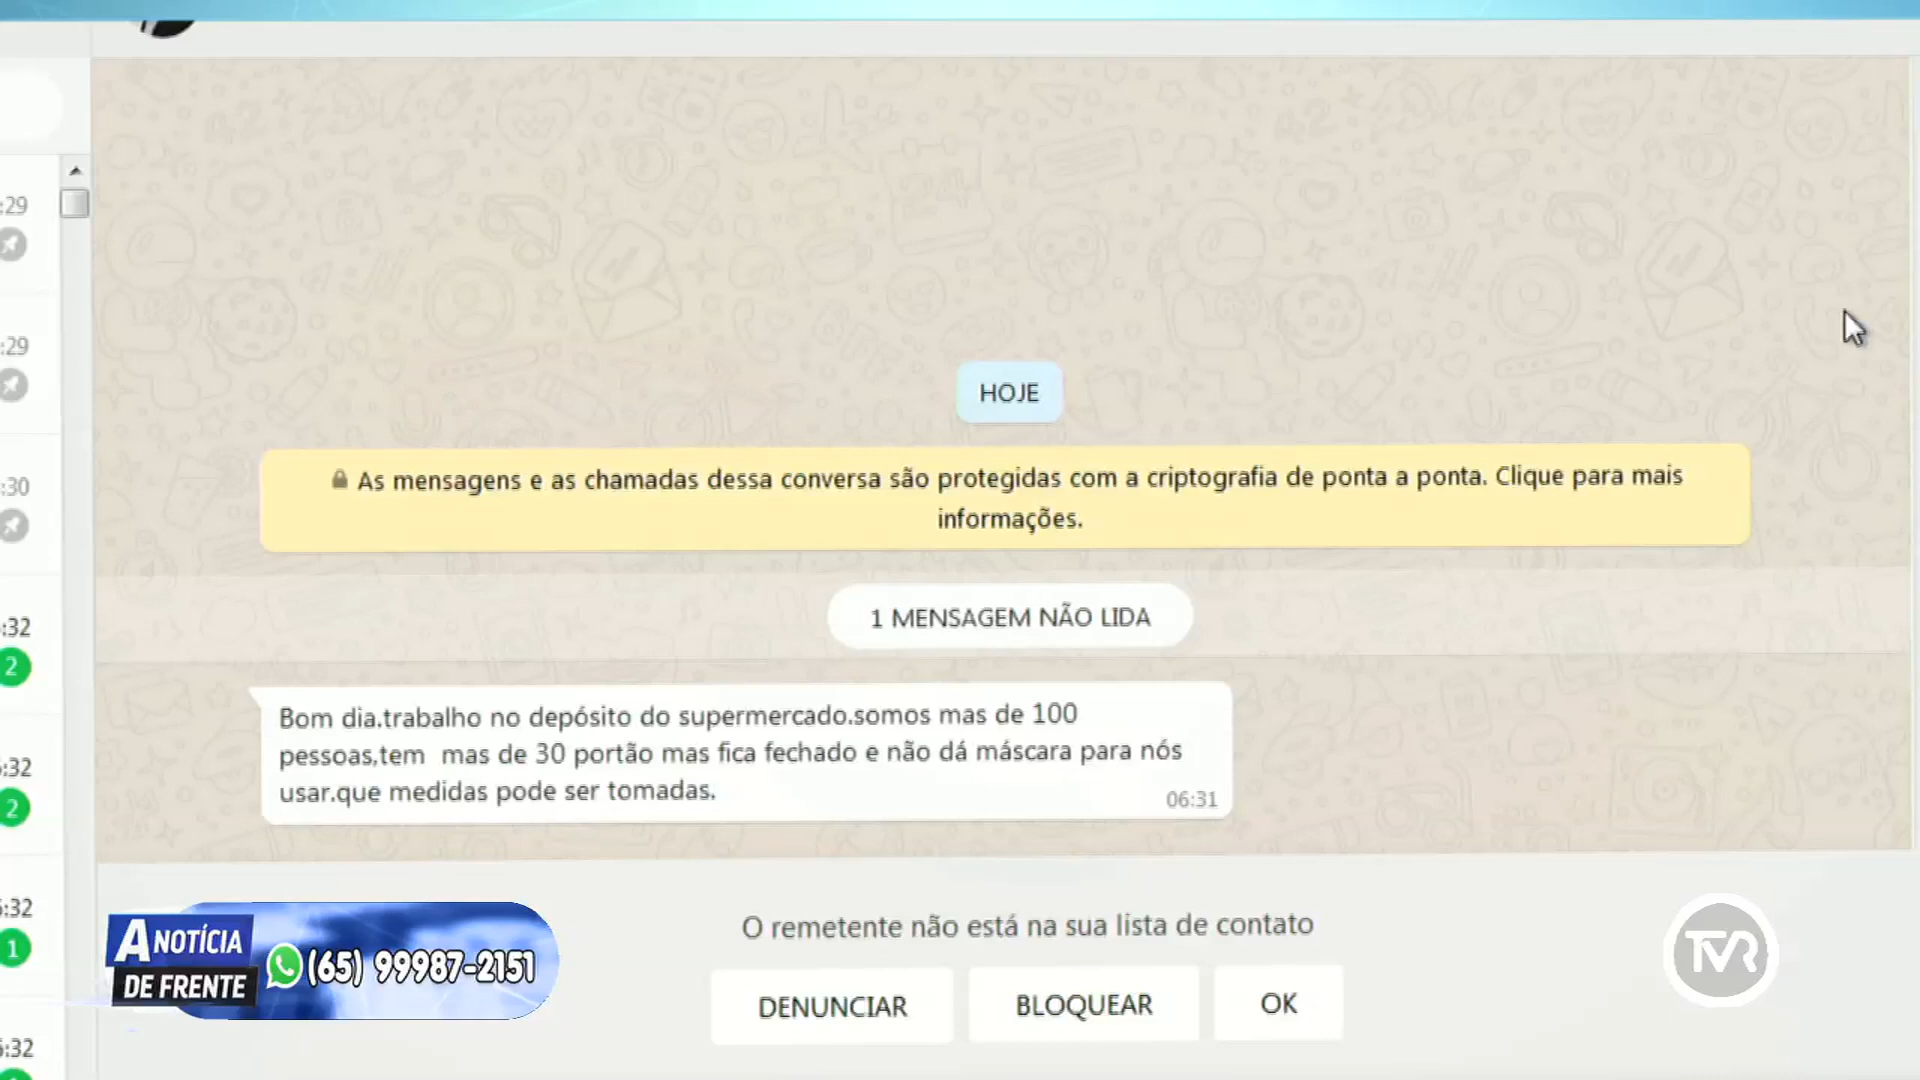 :29
:29
:30
:32
2
:32
2
:32
1
:32
HOJE
As mensagens e as chamadas dessa conversa são protegidas com a criptografia de ponta a ponta. Clique para mais
informações.
1 MENSAGEM NÃO LIDA
Bom dia.trabalho no depósito do supermercado.somos mas de 100
pessoas,tem mas de 30 portão mas fica fechado e não dá máscara para nós
usar.que medidas pode ser tomadas.
06:31
O remetente não está na sua lista de contato
DENUNCIAR BLOQUEAR OK
A NOTÍCIA
DE FRENTE
(65) 99987-2151
TVR